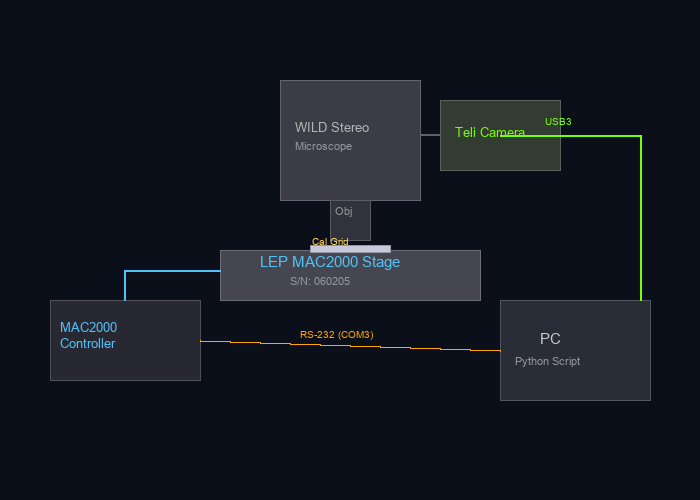 WILD Stereo
Microscope
Teli Camera
USB3
Obj
Cal Grid
LEP MAC2000 Stage
S/N: 060205
MAC2000
Controller
RS-232 (COM3)
PC
Python Script